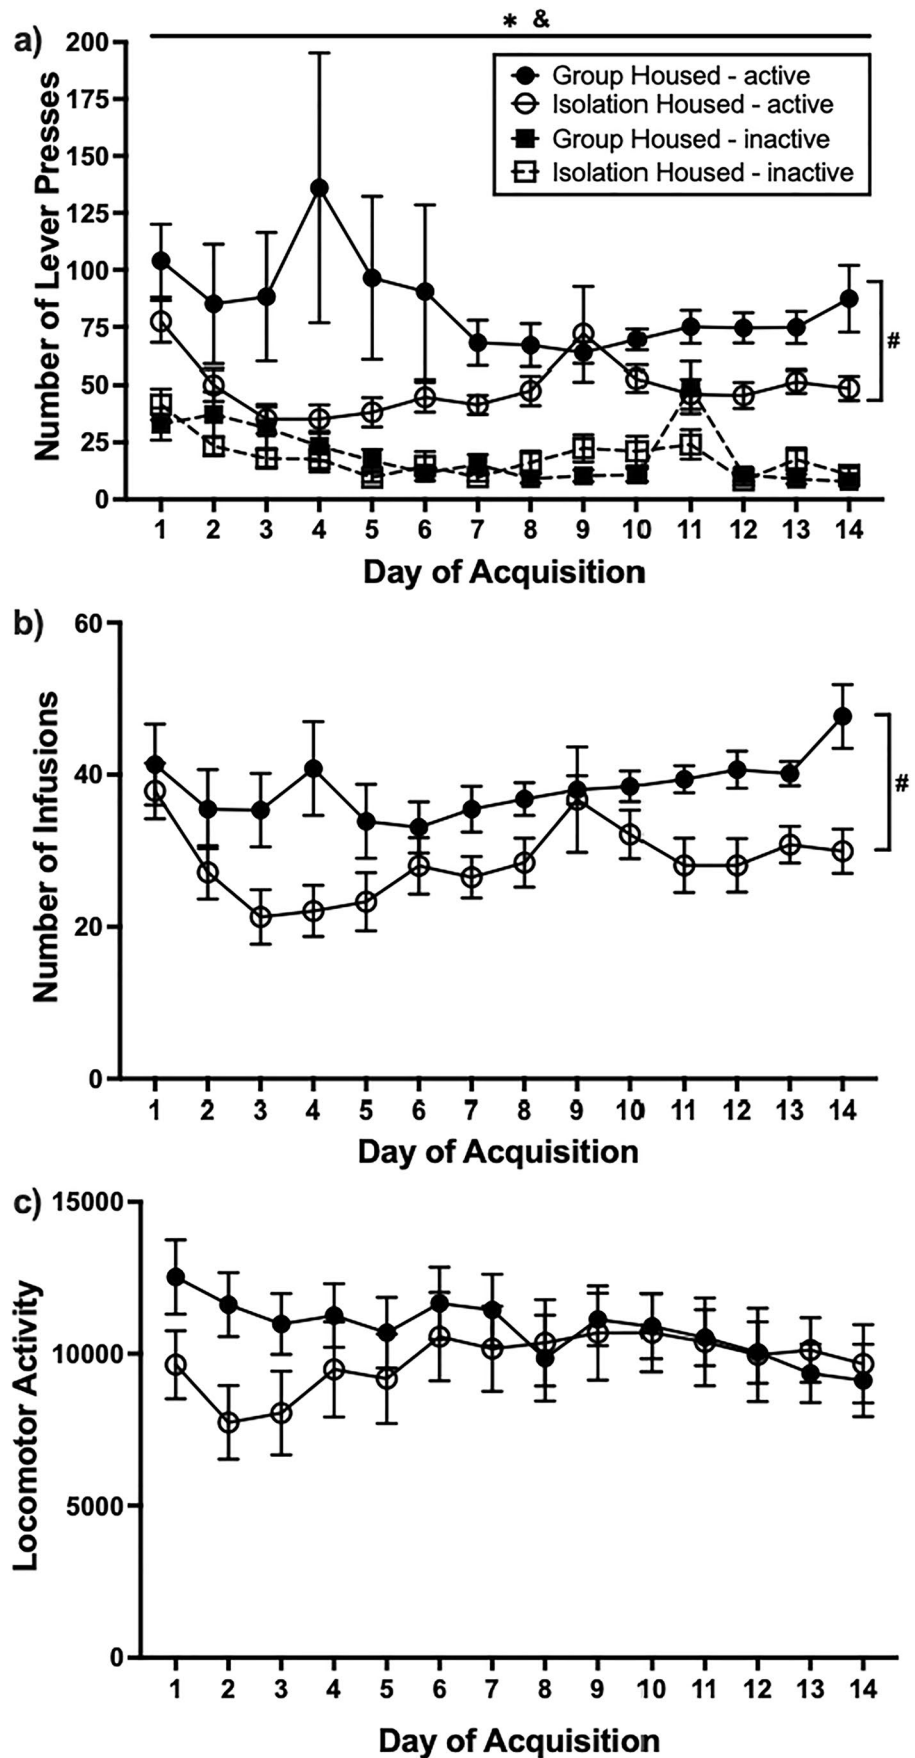 * &
a)
200
175
150
125
100
75
50
25
0
Number of Lever Presses
Group Housed - active
Isolation Housed - active
Group Housed - inactive
Isolation Housed - inactive
#
1 2 3 4 5 6 7 8 9 10 11 12 13 14
Day of Acquisition
b)
60
40
20
0
Number of Infusions
#
1 2 3 4 5 6 7 8 9 10 11 12 13 14
Day of Acquisition
c)
15000
10000
5000
0
Locomotor Activity
1 2 3 4 5 6 7 8 9 10 11 12 13 14
Day of Acquisition